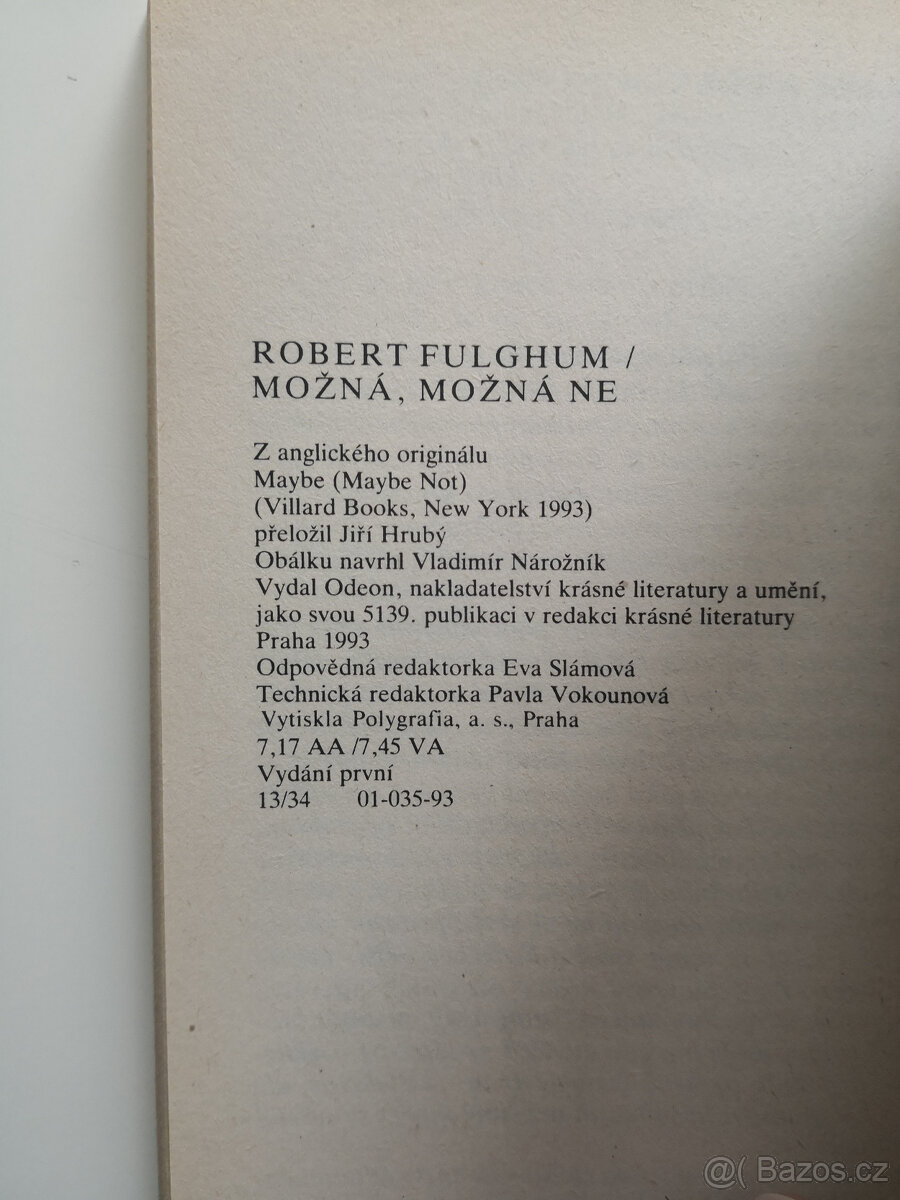 ROBERT FULGHUM /
MOŽNÁ, MOŽNÁ NE
Z anglického originálu
Maybe (Maybe Not)
(Villard Books, New York 1993)
přeložil Jiří Hrubý
Obálku navrhl Vladimír Nárožník
Vydal Odeon, nakladatelství krásné literatury a umění,
jako svou 5139. publikaci v redakci krásné literatury
Praha 1993
Odpovědná redaktorka Eva Slámová
Technická redaktorka Pavla Vokounová
Vytiskla Polygrafia, a. s., Praha
7,17 AA /7,45 VA
Vydání první
13/34 01-035-93
@( Bazos.cz